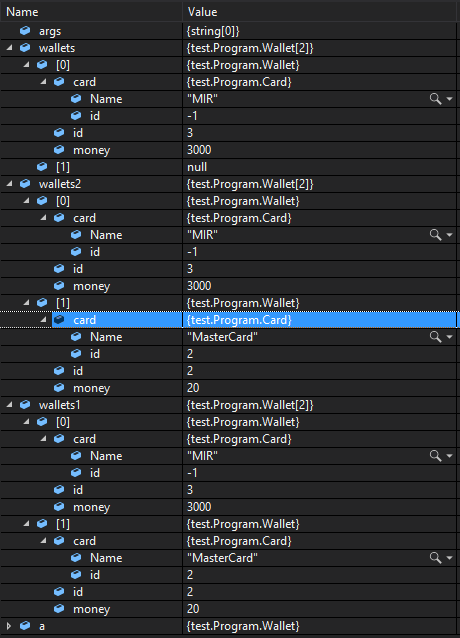 Name Value
args {string[0]}
wallets {test.Program.Wallet[2]}
[0] {test.Program.Wallet}
card {test.Program.Card}
Name "MIR"
id -1
id 3
money 3000
[1] null
wallets2 {test.Program.Wallet[2]}
[0] {test.Program.Wallet}
card {test.Program.Card}
Name "MIR"
id -1
id 3
money 3000
[1] {test.Program.Wallet}
card {test.Program.Card}
Name "MasterCard"
id 2
id 2
money 20
wallets1 {test.Program.Wallet[2]}
[0] {test.Program.Wallet}
card {test.Program.Card}
Name "MIR"
id -1
id 3
money 3000
[1] {test.Program.Wallet}
card {test.Program.Card}
Name "MasterCard"
id 2
id 2
money 20
a {test.Program.Wallet}